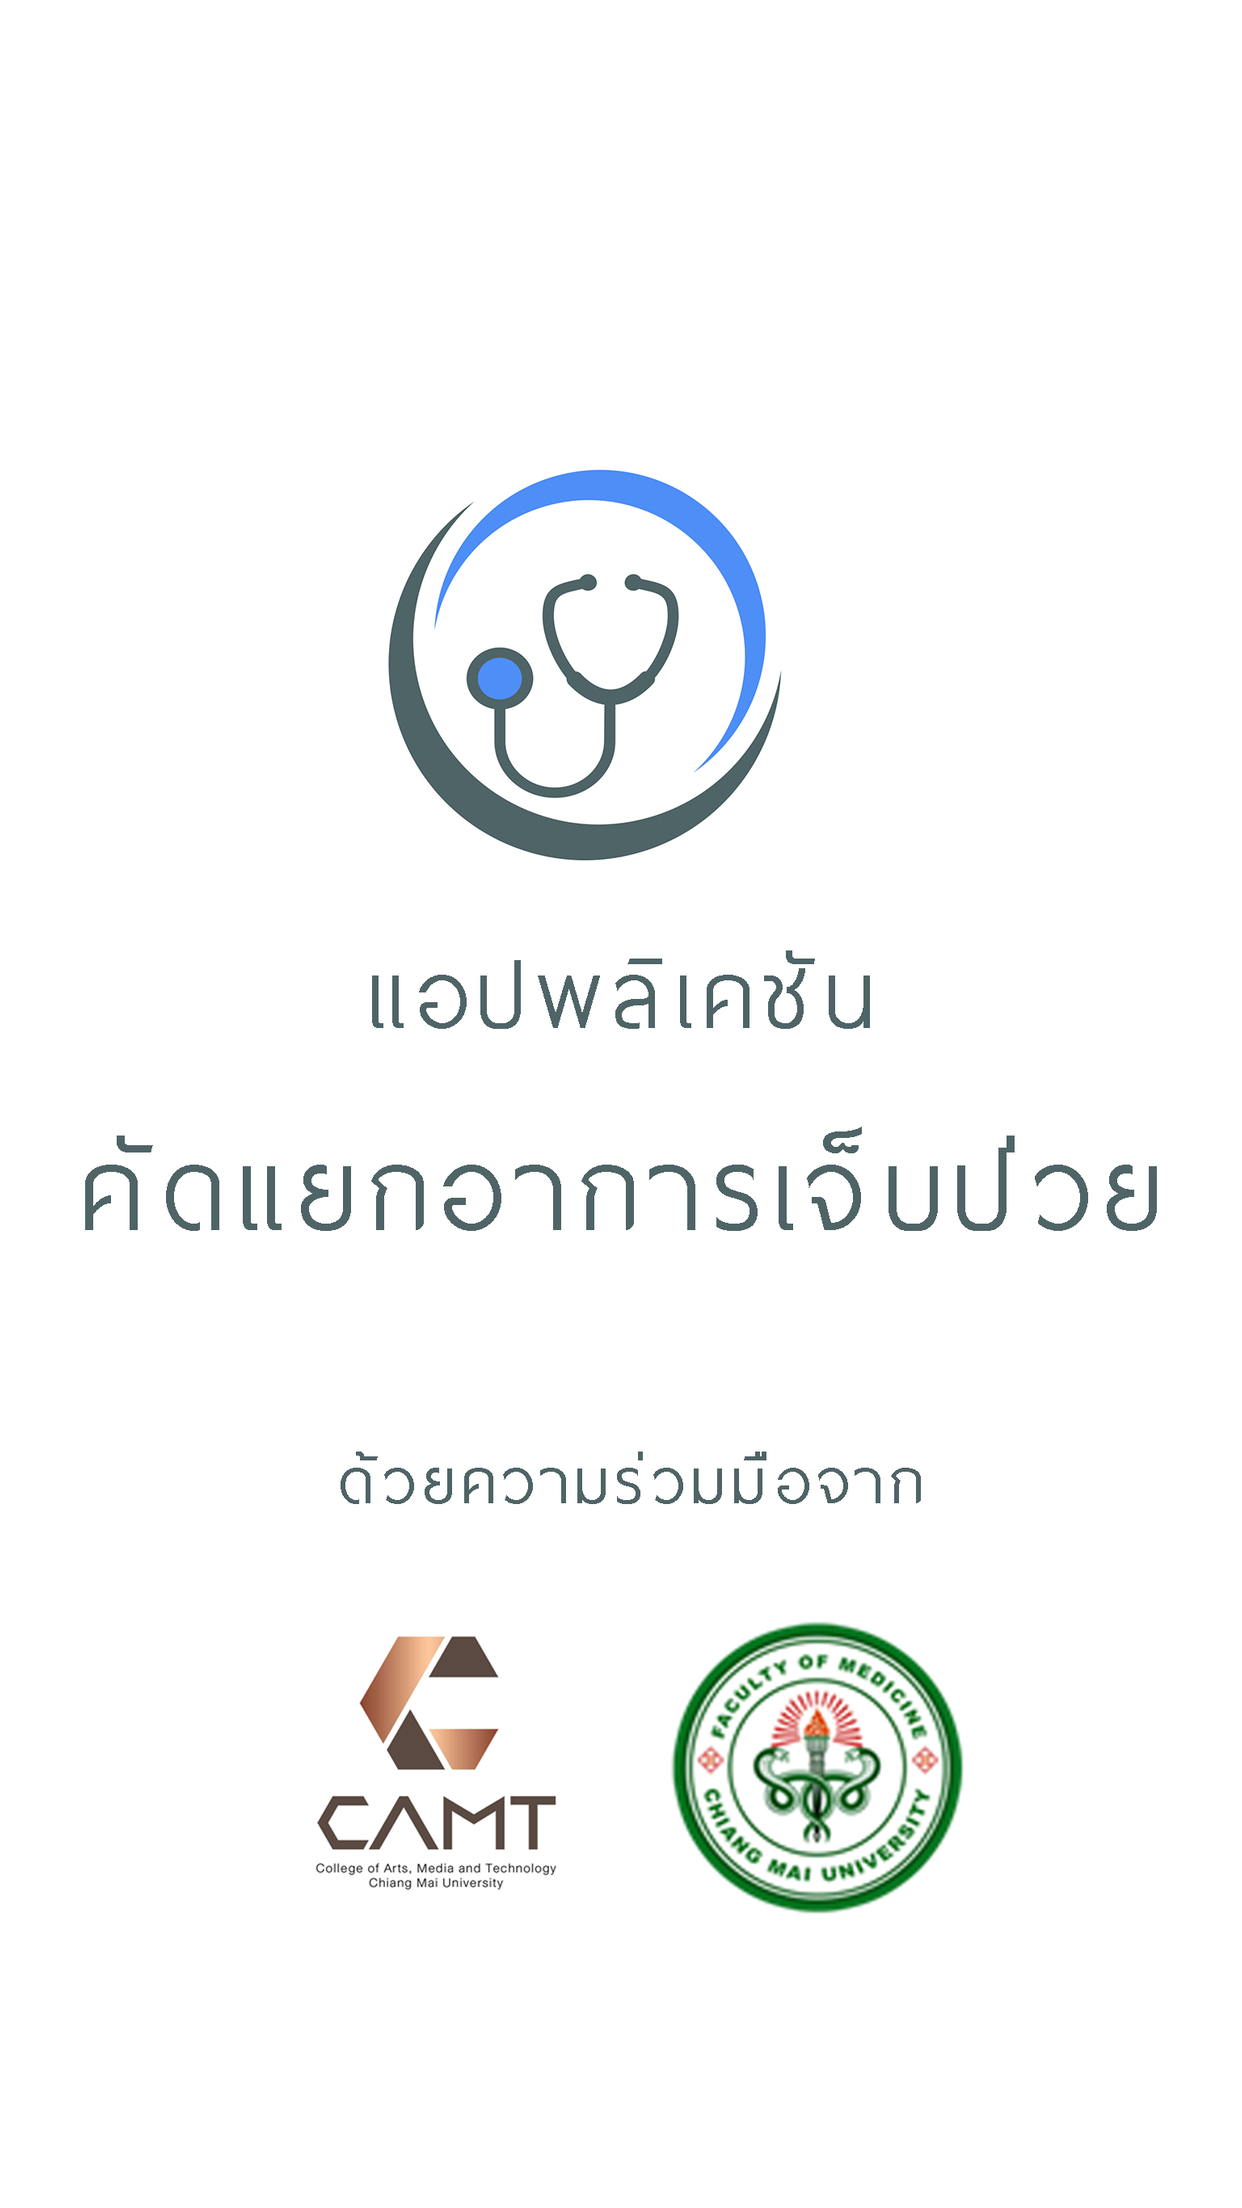 แอปพลิเคชัน
คัดแยกอาการเจ็บป่วย
ด้วยความร่วมมือจาก
CAMT
College of Arts, Media and Technology
Chiang Mai University
FACULTY OF MEDICINE
CHIANG MAI UNIVERSITY